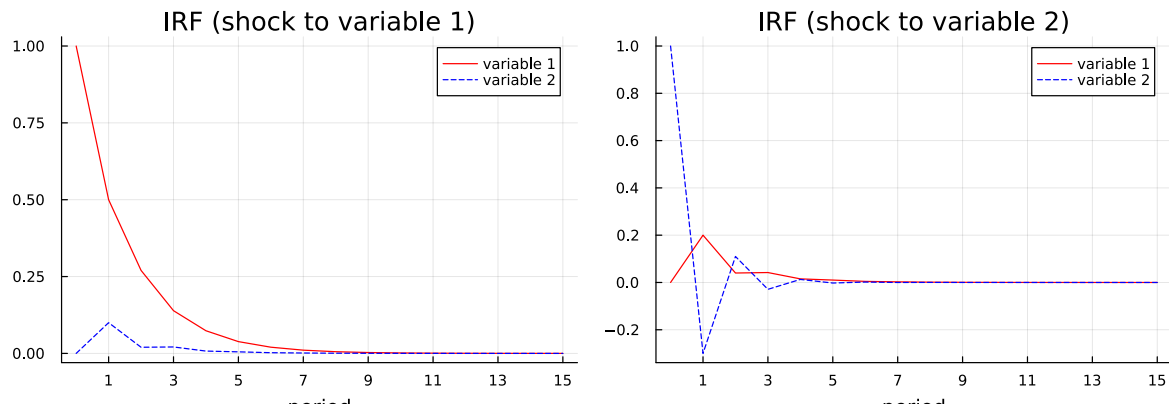 IRF (shock to variable 1)
1.00
0.75
0.50
0.25
0.00
variable 1
variable 2
1 3 5 7 9 11 13 15
period
IRF (shock to variable 2)
1.0
0.8
0.6
0.4
0.2
0.0
−0.2
variable 1
variable 2
1 3 5 7 9 11 13 15
period